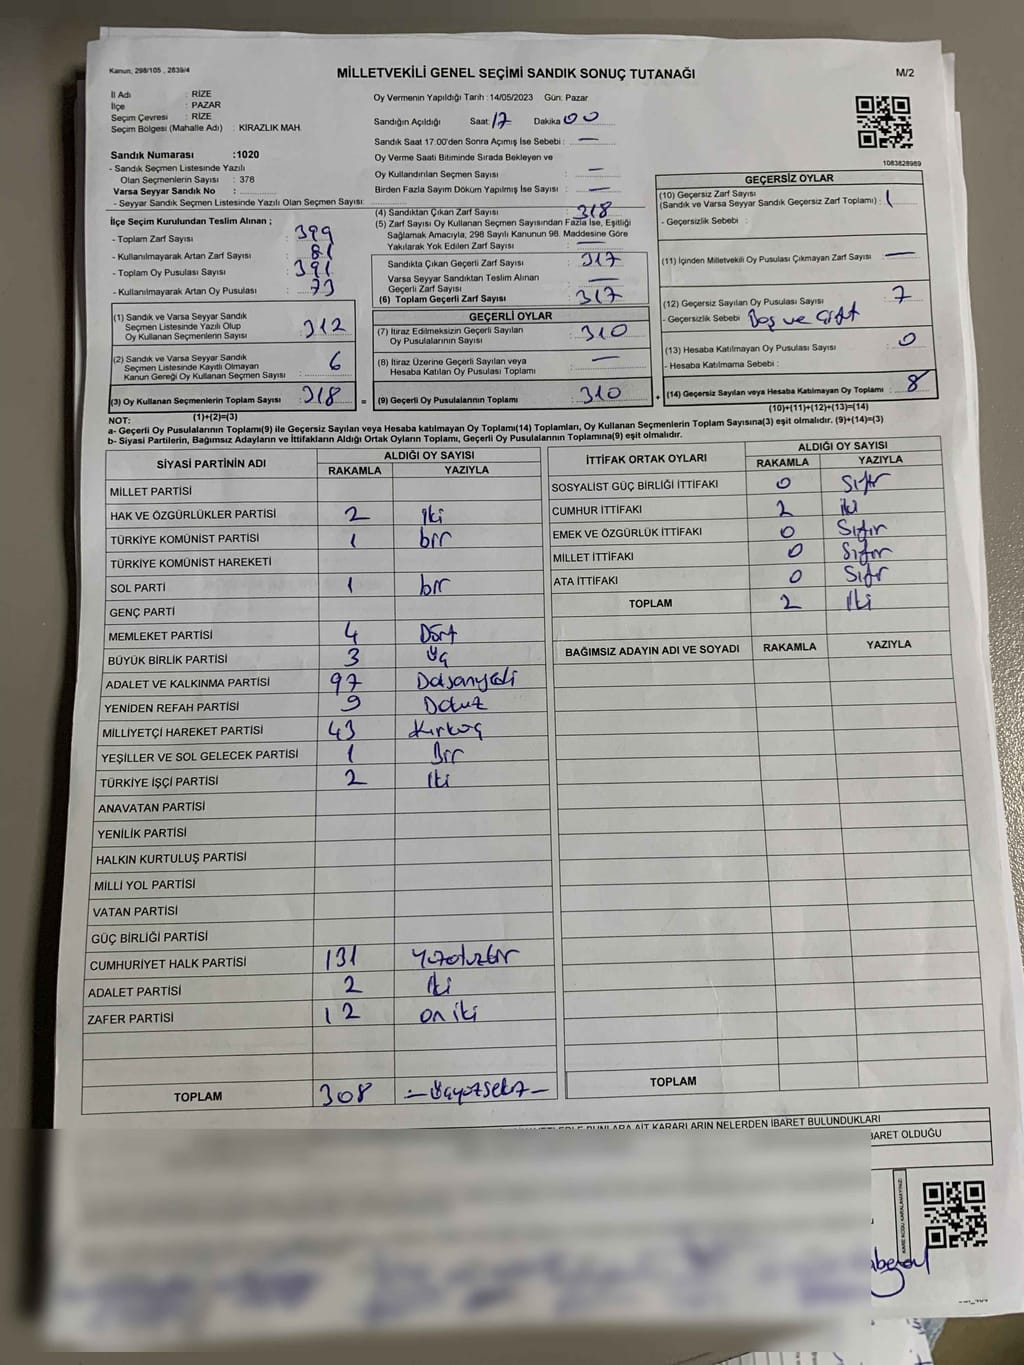 Kanun, 298/105 , 2839/4
MİLLETVEKİLİ GENEL SEÇİMİ SANDIK SONUÇ TUTANAĞI
M/2
İl Adı : RİZE
İlçe : PAZAR
Seçim Çevresi : RİZE
Seçim Bölgesi (Mahalle Adı) : KİRAZLIK MAH.
Sandık Numarası :1020
- Sandık Seçmen Listesinde Yazılı
Olan Seçmenlerin Sayısı : 378
Varsa Seyyar Sandık No :
- Seyyar Sandık Seçmen Listesinde Yazılı Olan Seçmen Sayısı:
İlçe Seçim Kurulundan Teslim Alınan ;
- Toplam Zarf Sayısı : 399
- Kullanılmayarak Artan Zarf Sayısı : 81
- Toplam Oy Pusulası Sayısı : 391
- Kullanılmayarak Artan Oy Pusulası : 73
(1) Sandık ve Varsa Seyyar Sandık
Seçmen Listesinde Yazılı Olup
Oy Kullanan Seçmenlerin Sayısı : 312
(2) Sandık ve Varsa Seyyar Sandık
Seçmen Listesinde Kayıtlı Olmayan
Kanun Gereği Oy Kullanan Seçmen Sayısı : 6
(3) Oy Kullanan Seçmenlerin Toplam Sayısı : 318
(1)+(2)=(3)
Oy Vermenin Yapıldığı Tarih :14/05/2023 Gün: Pazar
Sandığın Açıldığı Saat: 17 Dakika 00
Sandık Saat 17:00'den Sonra Açımış İse Sebebi : —
Oy Verme Saati Bitiminde Sırada Bekleyen ve
Oy Kullandırılan Seçmen Sayısı : —
Birden Fazla Sayım Döküm Yapılmış İse Sayısı : —
(4) Sandıktan Çıkan Zarf Sayısı : 318
(5) Zarf Sayısı Oy Kullanan Seçmen Sayısından Fazla İse, Eşitliği
Sağlamak Amacıyla, 298 Sayılı Kanunun 98. Maddesine Göre
Yakılarak Yok Edilen Zarf Sayısı : —
Sandıkta Çıkan Geçerli Zarf Sayısı : 317
Varsa Seyyar Sandıktan Teslim Alınan
Geçerli Zarf Sayısı : —
(6) Toplam Geçerli Zarf Sayısı : 317
GEÇERLİ OYLAR
(7) İtiraz Edilmeksizin Geçerli Sayılan
Oy Pusulalarının Sayısı : 310
(8) İtiraz Üzerine Geçerli Sayılan veya
Hesaba Katılan Oy Pusulası Toplamı : —
= (9) Geçerli Oy Pusulalarının Toplamı : 310
1083828989
GEÇERSİZ OYLAR
(10) Geçersiz Zarf Sayısı
(Sandık ve Varsa Seyyar Sandık Geçersiz Zarf Toplamı) : 1
- Geçersizlik Sebebi :
(11) İçinden Milletvekili Oy Pusulası Çıkmayan Zarf Sayısı : —
(12) Geçersiz Sayılan Oy Pusulası Sayısı : 7
- Geçersizlik Sebebi : Boş ve Çift
(13) Hesaba Katılmayan Oy Pusulası Sayısı : 0
- Hesaba Katılmama Sebebi :
+ (14) Geçersiz Sayılan veya Hesaba Katılmayan Oy Toplamı : 8
(10)+(11)+(12)+(13)=(14)
NOT:
a- Geçerli Oy Pusulalarının Toplamı(9) ile Geçersiz Sayılan veya Hesaba Katılmayan Oy Toplamı(14) Toplamları, Oy Kullanan Seçmenlerin Toplam Sayısına(3) eşit olmalıdır. (9)+(14)=(3)
b- Siyasi Partilerin, Bağımsız Adayların ve İttifakların Aldığı Ortak Oyların Toplamı, Geçerli Oy Pusulalarının Toplamına(9) eşit olmalıdır.
SİYASİ PARTİNİN ADI ALDIĞI OY SAYISI
RAKAMLA YAZIYLA
MİLLET PARTİSİ
HAK VE ÖZGÜRLÜKLER PARTİSİ 2 iki
TÜRKİYE KOMÜNİST PARTİSİ 1 bir
TÜRKİYE KOMÜNİST HAREKETİ
SOL PARTİ 1 bir
GENÇ PARTİ
MEMLEKET PARTİSİ 4 Dört
BÜYÜK BİRLİK PARTİSİ 3 üç
ADALET VE KALKINMA PARTİSİ 97 Doksanyedi
YENİDEN REFAH PARTİSİ 9 Dokuz
MİLLİYETÇİ HAREKET PARTİSİ 43 Kırküç
YEŞİLLER VE SOL GELECEK PARTİSİ 1 Bir
TÜRKİYE İŞÇİ PARTİSİ 2 iki
ANAVATAN PARTİSİ
YENİLİK PARTİSİ
HALKIN KURTULUŞ PARTİSİ
MİLLİ YOL PARTİSİ
VATAN PARTİSİ
GÜÇ BİRLİĞİ PARTİSİ
CUMHURİYET HALK PARTİSİ 131 Yüzotuzbir
ADALET PARTİSİ 2 iki
ZAFER PARTİSİ 12 on iki
TOPLAM 308 —Üçyüzsekiz—
İTTİFAK ORTAK OYLARI ALDIĞI OY SAYISI
RAKAMLA YAZIYLA
SOSYALİST GÜÇ BİRLİĞİ İTTİFAKI 0 Sıfır
CUMHUR İTTİFAKI 2 iki
EMEK VE ÖZGÜRLÜK İTTİFAKI 0 Sıfır
MİLLET İTTİFAKI 0 Sıfır
ATA İTTİFAKI 0 Sıfır
TOPLAM 2 iki
BAĞIMSIZ ADAYIN ADI VE SOYADI RAKAMLA YAZIYLA
TOPLAM
KARARLARIN NELERDEN İBARET BULUNDUKLARI
BARET OLDUĞU